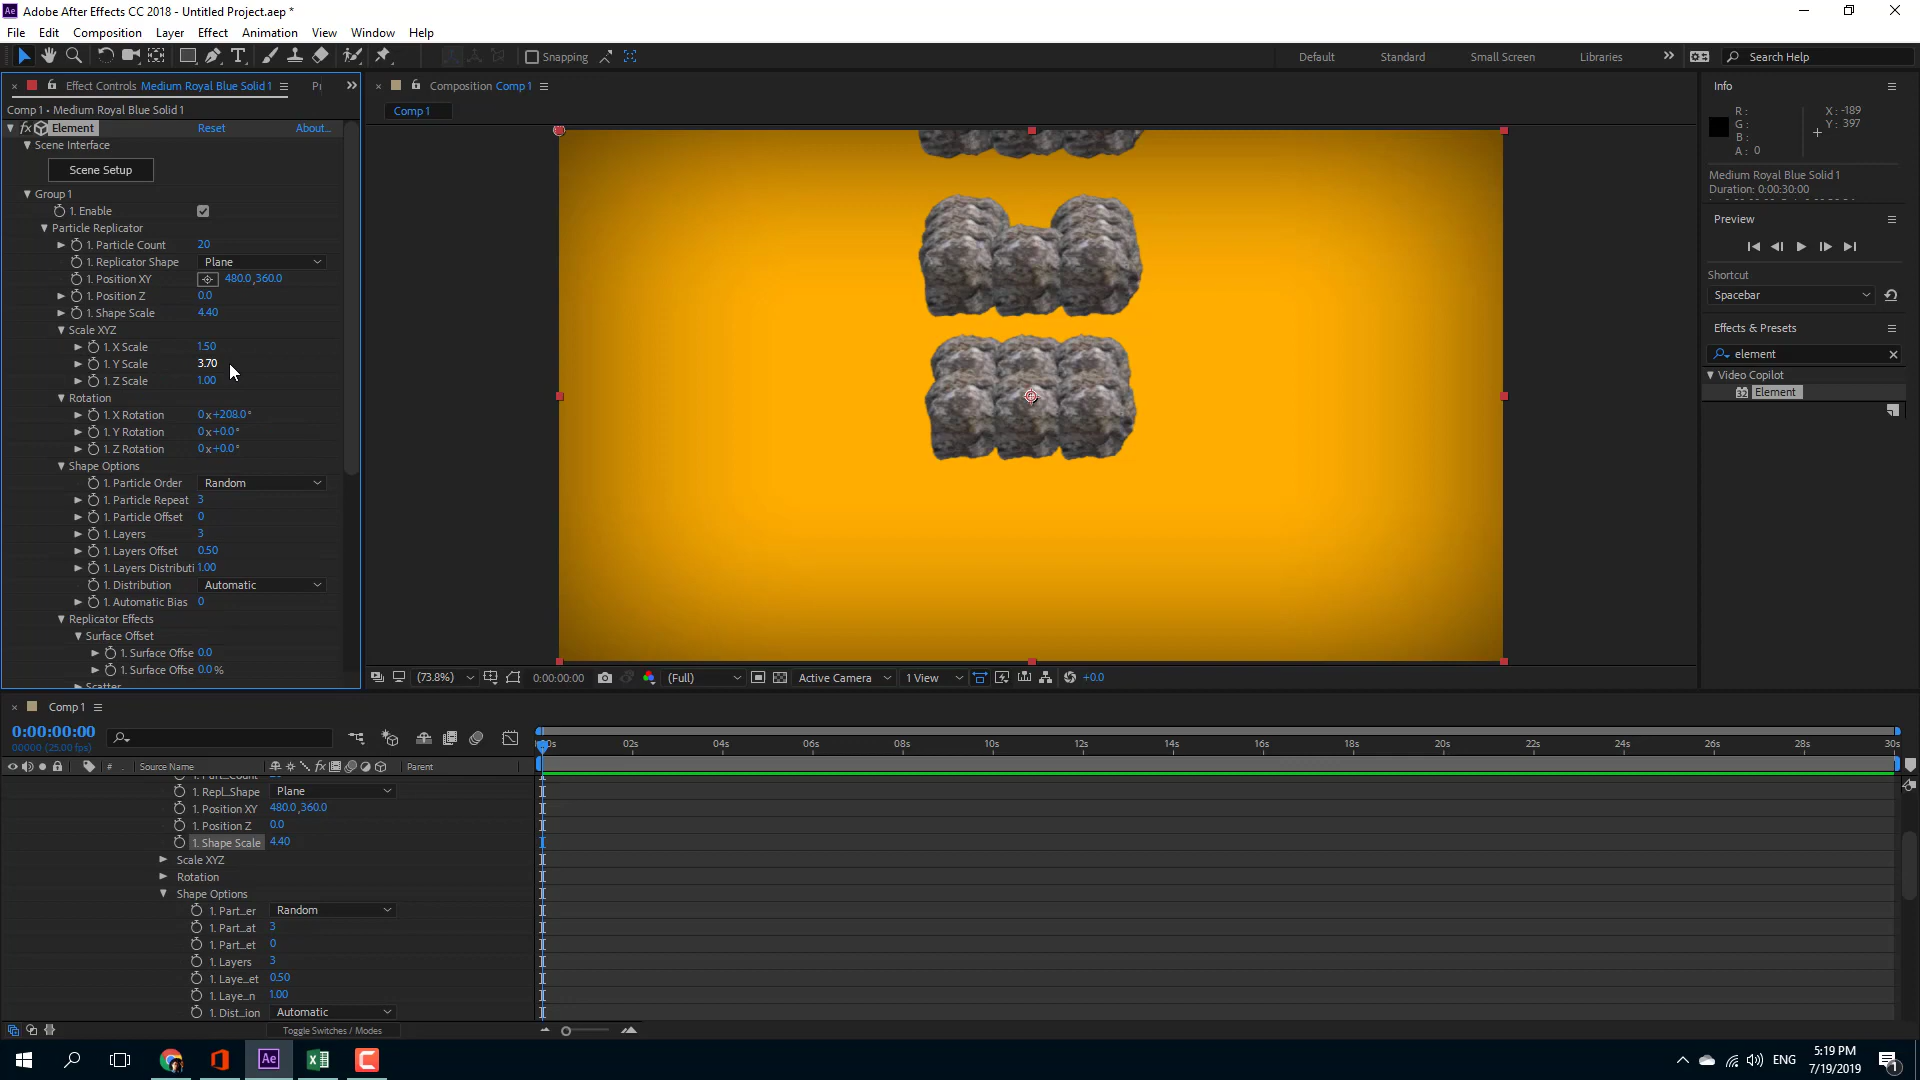 Ae Adobe After Effects CC 2018 - Untitled Project.aep *
File Edit Composition Layer Effect Animation View Window Help
Snapping Default Standard Small Screen Libraries Search Help
Effect Controls Medium Royal Blue Solid 1
Comp 1 • Medium Royal Blue Solid 1
fx Element Reset About...
Scene Interface
Scene Setup
Group 1
1. Enable
Particle Replicator
1. Particle Count 20
1. Replicator Shape Plane
1. Position XY 480.0,360.0
1. Position Z 0.0
1. Shape Scale 4.40
Scale XYZ
1. X Scale 1.50
1. Y Scale 3.70
1. Z Scale 1.00
Rotation
1. X Rotation 0x+208.0°
1. Y Rotation 0x+0.0°
1. Z Rotation 0x+0.0°
Shape Options
1. Particle Order Random
1. Particle Repeat 3
1. Particle Offset 0
1. Layers 3
1. Layers Offset 0.50
1. Layers Distributi 1.00
1. Distribution Automatic
1. Automatic Bias 0
Replicator Effects
Surface Offset
1. Surface Offse 0.0
1. Surface Offse 0.0%
Scatter
Composition Comp 1
Comp 1
(73.8%) 0:00:00:00 (Full) Active Camera 1 View +0.0
Info
R: X: -189
G: Y: 397
B:
A: 0
Medium Royal Blue Solid 1
Duration: 0:00:30:00
Preview
Shortcut
Spacebar
Effects & Presets
element
Video Copilot
32 Element
Comp 1
0:00:00:00
00000 (25.00 fps)
# Source Name fx Parent
02s 04s 06s 08s 10s 12s 14s 16s 18s 20s 22s 24s 26s 28s 30s
1. Repl_Shape Plane
1. Position XY 480.0,360.0
1. Position Z 0.0
1. Shape Scale 4.40
Scale XYZ
Rotation
Shape Options
1. Part...er Random
1. Part...at 3
1. Part...et 0
1. Layers 3
1. Laye...et 0.50
1. Laye...n 1.00
1. Dist...ion Automatic
Toggle Switches / Modes
Ae
ENG
5:19 PM
7/19/2019
1